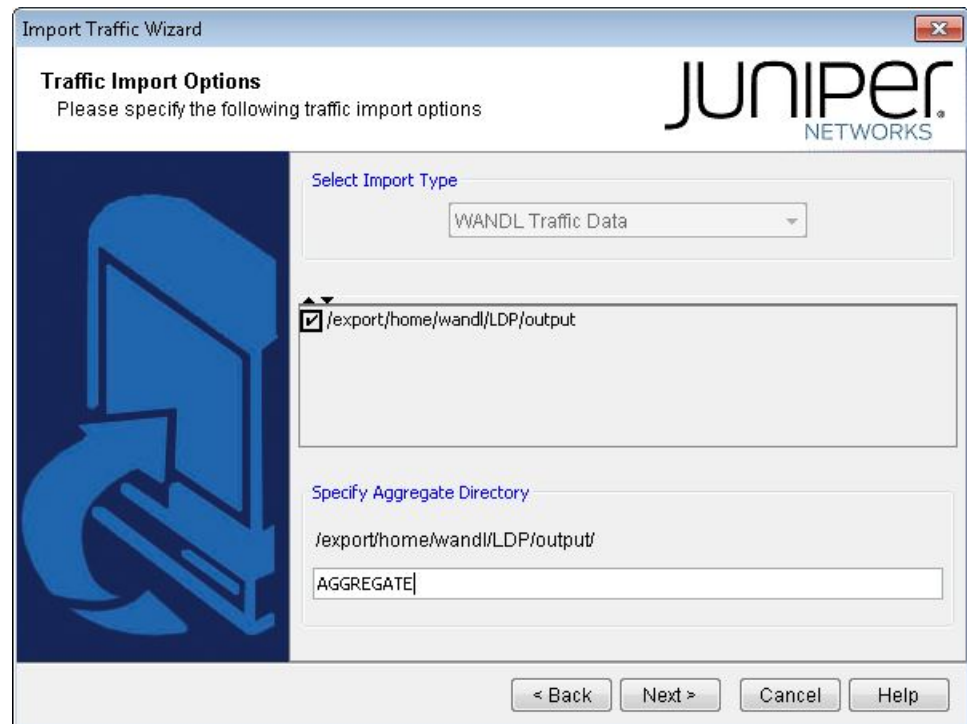 Import Traffic Wizard
Traffic Import Options
Please specify the following traffic import options
JUNIPEr®
NETWORKS
Select Import Type
WANDL Traffic Data
/export/home/wandl/LDP/output
Specify Aggregate Directory
/export/home/wandl/LDP/output/
AGGREGATE
< Back Next > Cancel Help